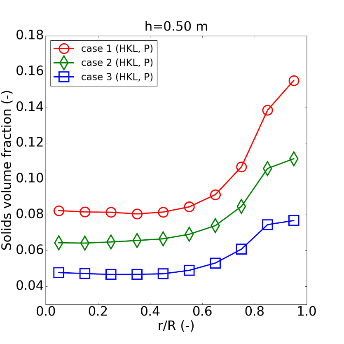 h=0.50 m
Solids volume fraction (-)
0.18
0.16
0.14
0.12
0.10
0.08
0.06
0.04
case 1 (HKL, P)
case 2 (HKL, P)
case 3 (HKL, P)
0.0 0.2 0.4 0.6 0.8 1.0
r/R (-)